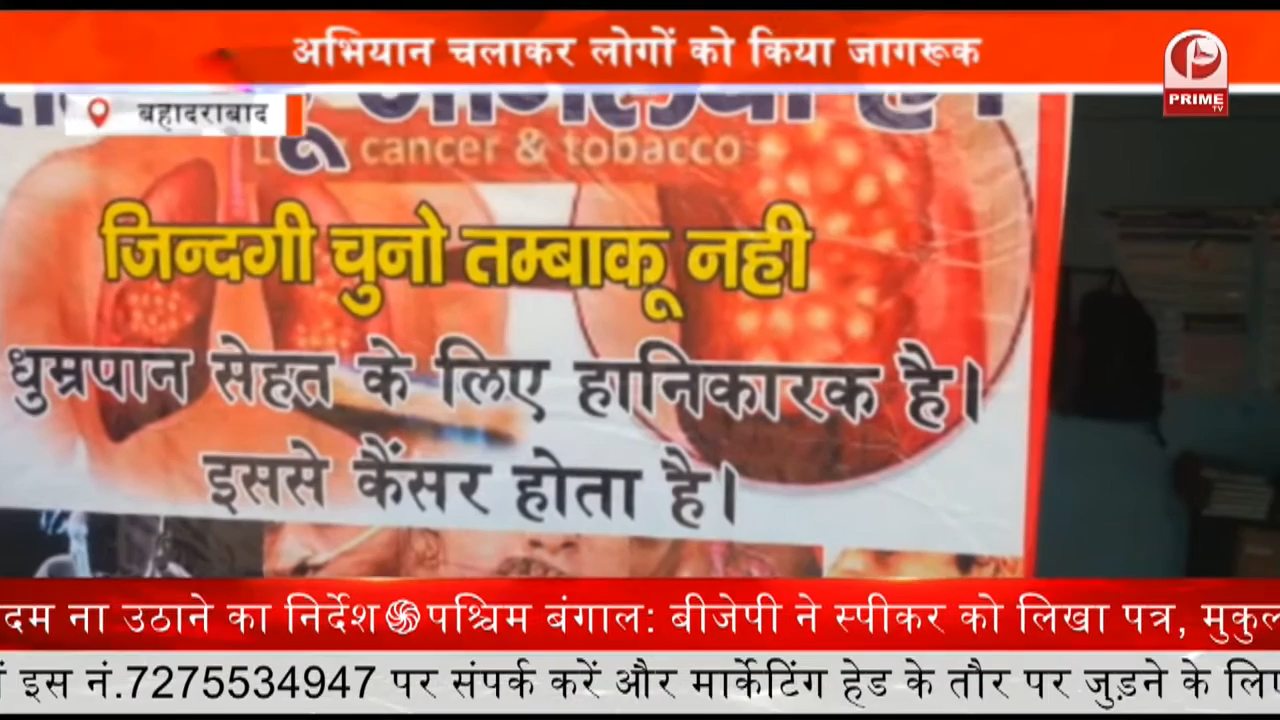 अभियान चलाकर लोगों को किया जागरूक
PRIME
TV
बहादराबाद
cancer & tobacco
जिन्दगी चुनो तम्बाकू नही
धुम्रपान सेहत के लिए हानिकारक है।
इससे कैंसर होता है।
दम ना उठाने का निर्देश पश्चिम बंगाल: बीजेपी ने स्पीकर को लिखा पत्र, मुकुल
इस नं.7275534947 पर संपर्क करें और मार्केटिंग हेड के तौर पर जुड़ने के लिए